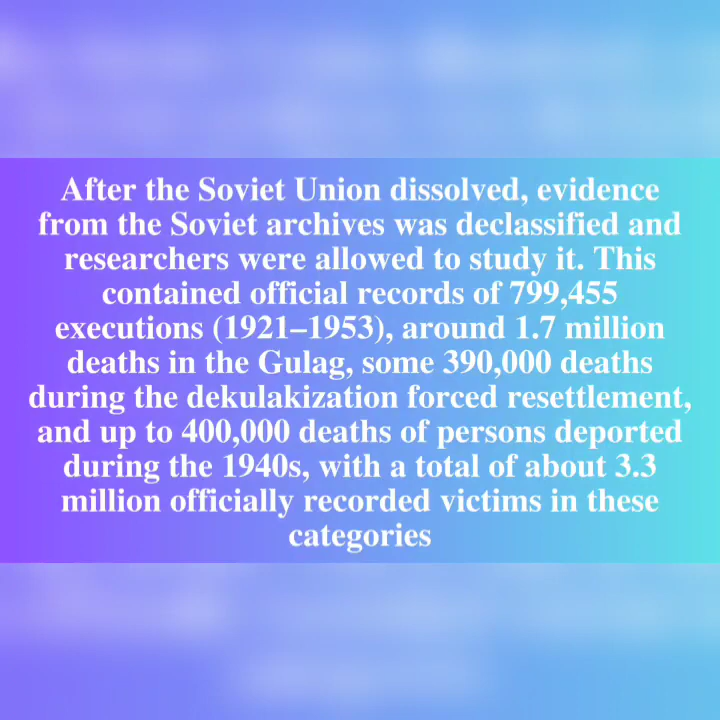 After the Soviet Union dissolved, evidence
from the Soviet archives was declassified and
researchers were allowed to study it. This
contained official records of 799,455
executions (1921–1953), around 1.7 million
deaths in the Gulag, some 390,000 deaths
during the dekulakization forced resettlement,
and up to 400,000 deaths of persons deported
during the 1940s, with a total of about 3.3
million officially recorded victims in these
categories